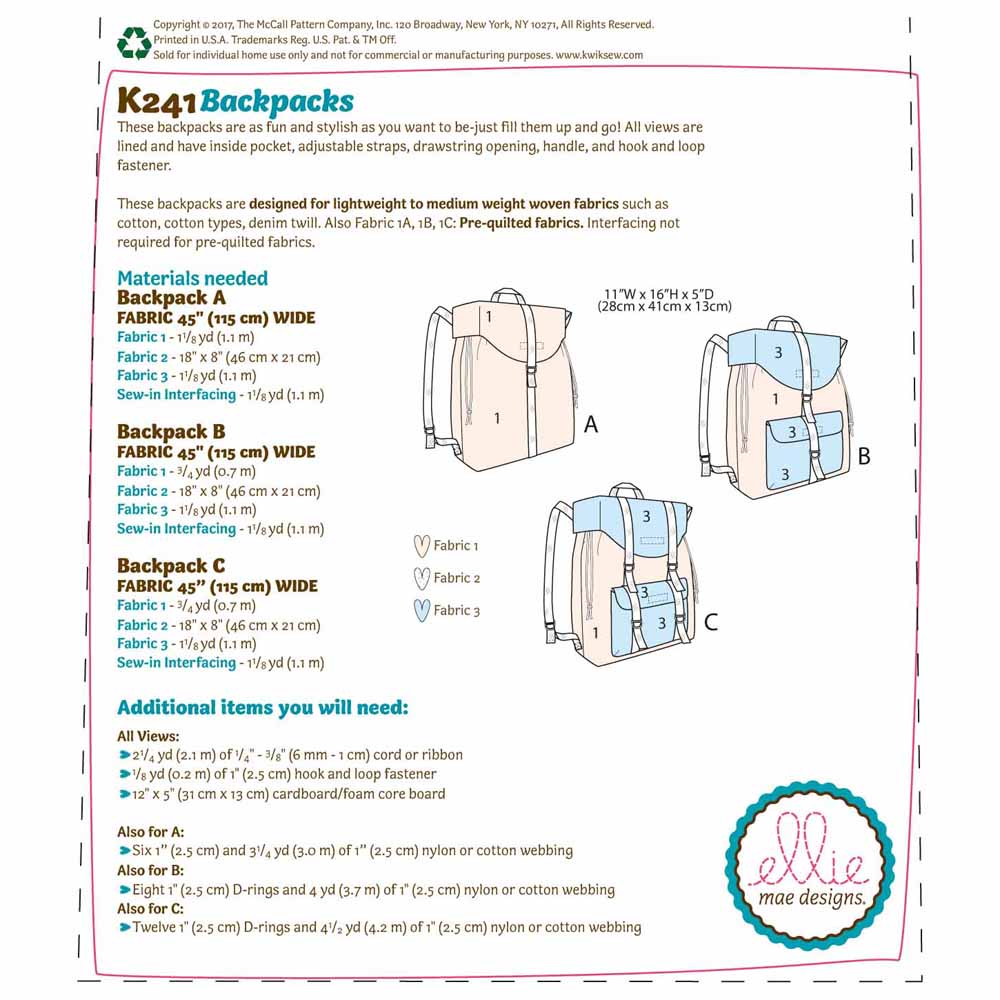 Copyright © 2017, The McCall Pattern Company, Inc. 120 Broadway, New York, NY 10271, All Rights Reserved.
Printed in U.S.A. Trademarks Reg. U.S. Pat. & TM Off.
Sold for individual home use only and not for commercial or manufacturing purposes. www.kwiksew.com
K241 Backpacks
These backpacks are as fun and stylish as you want to be-just fill them up and go! All views are
lined and have inside pocket, adjustable straps, drawstring opening, handle, and hook and loop
fastener.
These backpacks are designed for lightweight to medium weight woven fabrics such as
cotton, cotton types, denim twill. Also Fabric 1A, 1B, 1C: Pre-quilted fabrics. Interfacing not
required for pre-quilted fabrics.
Materials needed
Backpack A
FABRIC 45" (115 cm) WIDE
Fabric 1 - 1 1/8 yd (1.1 m)
Fabric 2 - 18" x 8" (46 cm x 21 cm)
Fabric 3 - 1 1/8 yd (1.1 m)
Sew-in Interfacing - 1 1/8 yd (1.1 m)
Backpack B
FABRIC 45" (115 cm) WIDE
Fabric 1 - 3/4 yd (0.7 m)
Fabric 2 - 18" x 8" (46 cm x 21 cm)
Fabric 3 - 1 1/8 yd (1.1 m)
Sew-in Interfacing - 1 1/8 yd (1.1 m)
Backpack C
FABRIC 45” (115 cm) WIDE
Fabric 1 - 3/4 yd (0.7 m)
Fabric 2 - 18" x 8" (46 cm x 21 cm)
Fabric 3 - 1 1/8 yd (1.1 m)
Sew-in Interfacing - 1 1/8 yd (1.1 m)
11"W x 16"H x 5"D
(28cm x 41cm x 13cm)
1
1
A
3
1
3
3
B
3
3
3
1
C
Fabric 1
Fabric 2
Fabric 3
Additional items you will need:
All Views:
2 1/4 yd (2.1 m) of 1/4" - 3/8" (6 mm - 1 cm) cord or ribbon
1/8 yd (0.2 m) of 1" (2.5 cm) hook and loop fastener
12" x 5" (31 cm x 13 cm) cardboard/foam core board
Also for A:
Six 1” (2.5 cm) and 3 1/4 yd (3.0 m) of 1” (2.5 cm) nylon or cotton webbing
Also for B:
Eight 1" (2.5 cm) D-rings and 4 yd (3.7 m) of 1" (2.5 cm) nylon or cotton webbing
Also for C:
Twelve 1" (2.5 cm) D-rings and 4 1/2 yd (4.2 m) of 1" (2.5 cm) nylon or cotton webbing
ellie
mae designs.